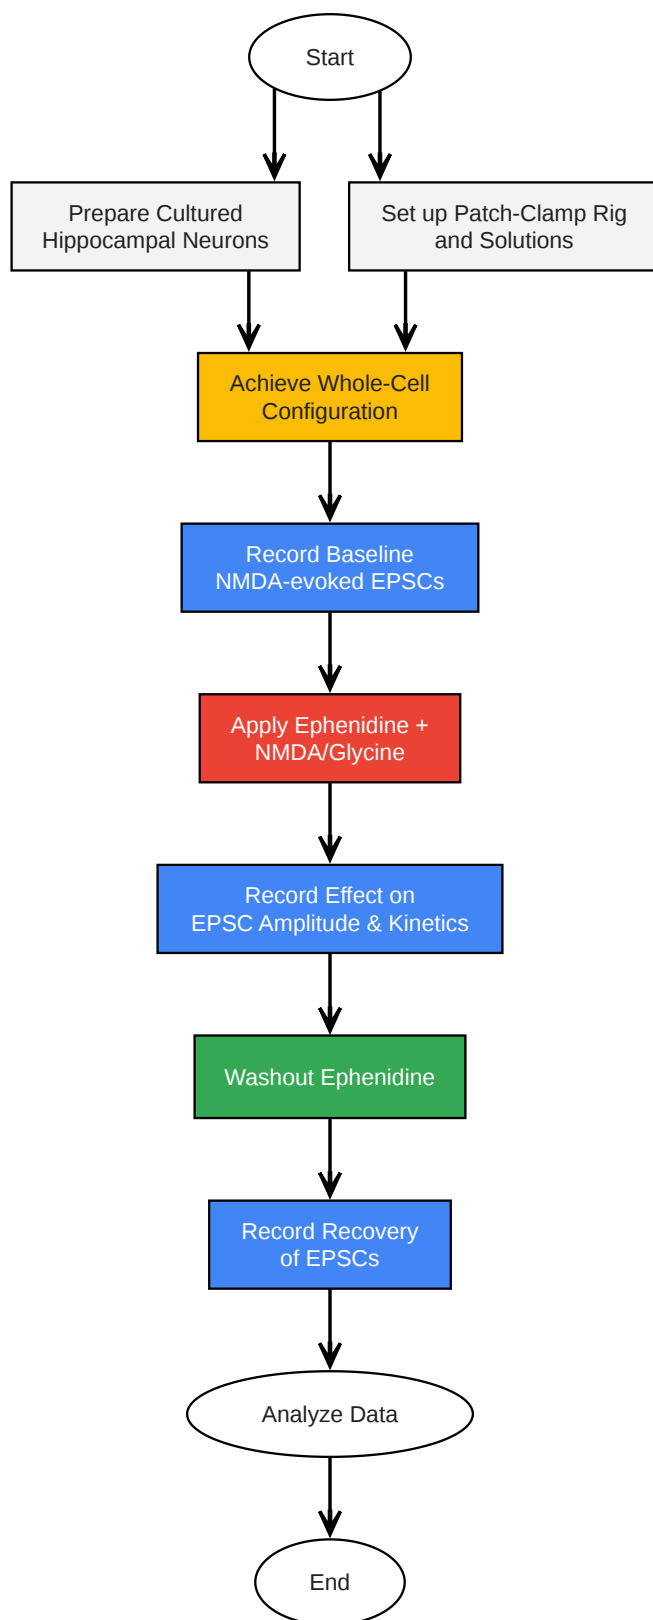 Start
Prepare Cultured
Hippocampal Neurons
Set up Patch-Clamp Rig
and Solutions
Achieve Whole-Cell
Configuration
Record Baseline
NMDA-evoked EPSCs
Apply Ephenidine +
NMDA/Glycine
Record Effect on
EPSC Amplitude & Kinetics
Washout Ephenidine
Record Recovery
of EPSCs
Analyze Data
End